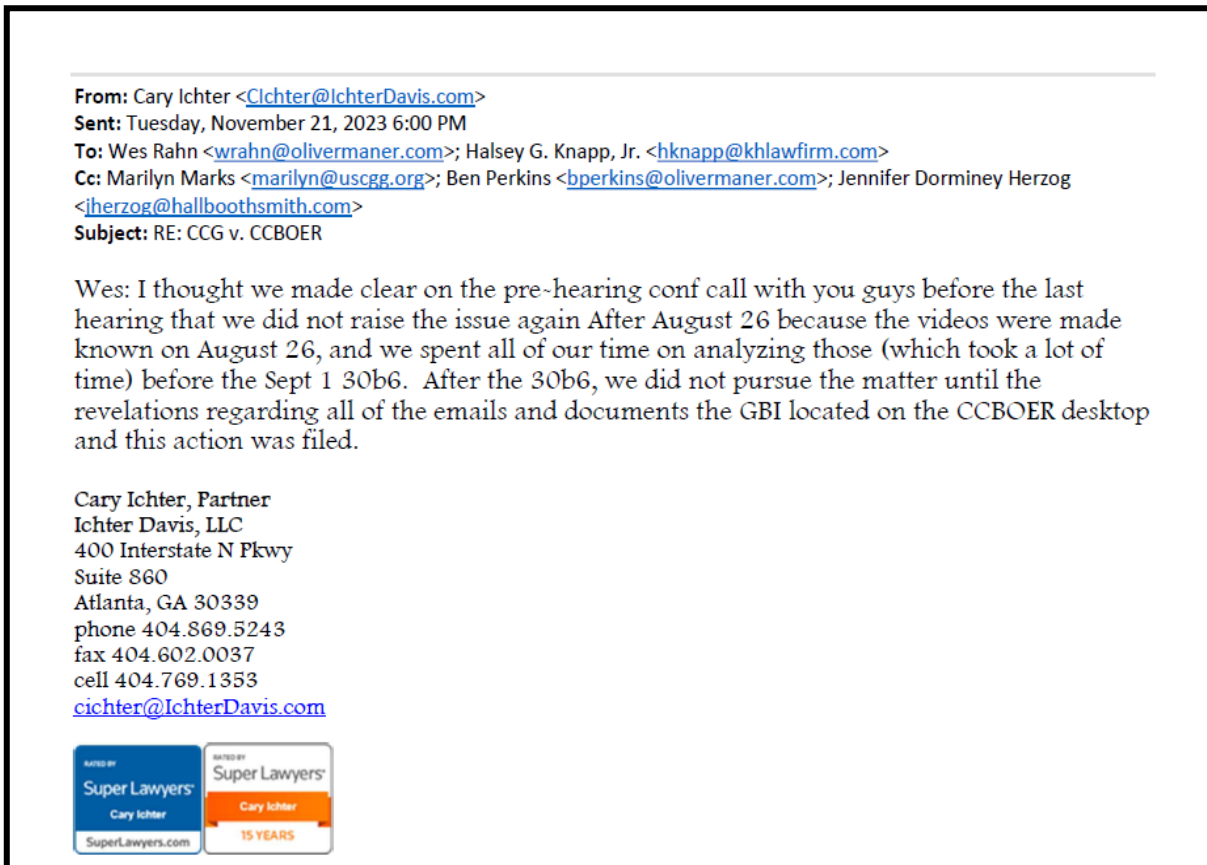 From: Cary Ichter <CIchter@IchterDavis.com>
Sent: Tuesday, November 21, 2023 6:00 PM
To: Wes Rahn <wrahn@olivermaner.com>; Halsey G. Knapp, Jr. <hknapp@khlawfirm.com>
Cc: Marilyn Marks <marilyn@uscgg.org>; Ben Perkins <bperkins@olivermaner.com>; Jennifer Dorminey Herzog
<jherzog@hallboothsmith.com>
Subject: RE: CCG v. CCBOER
Wes: I thought we made clear on the pre-hearing conf call with you guys before the last
hearing that we did not raise the issue again After August 26 because the videos were made
known on August 26, and we spent all of our time on analyzing those (which took a lot of
time) before the Sept 1 30b6. After the 30b6, we did not pursue the matter until the
revelations regarding all of the emails and documents the GBI located on the CCBOER desktop
and this action was filed.
Cary Ichter, Partner
Ichter Davis, LLC
400 Interstate N Pkwy
Suite 860
Atlanta, GA 30339
phone 404.869.5243
fax 404.602.0037
cell 404.769.1353
cichter@IchterDavis.com
RATED BY
Super Lawyers
Cary Ichter
SuperLawyers.com
RATED BY
Super Lawyers
Cary Ichter
15 YEARS